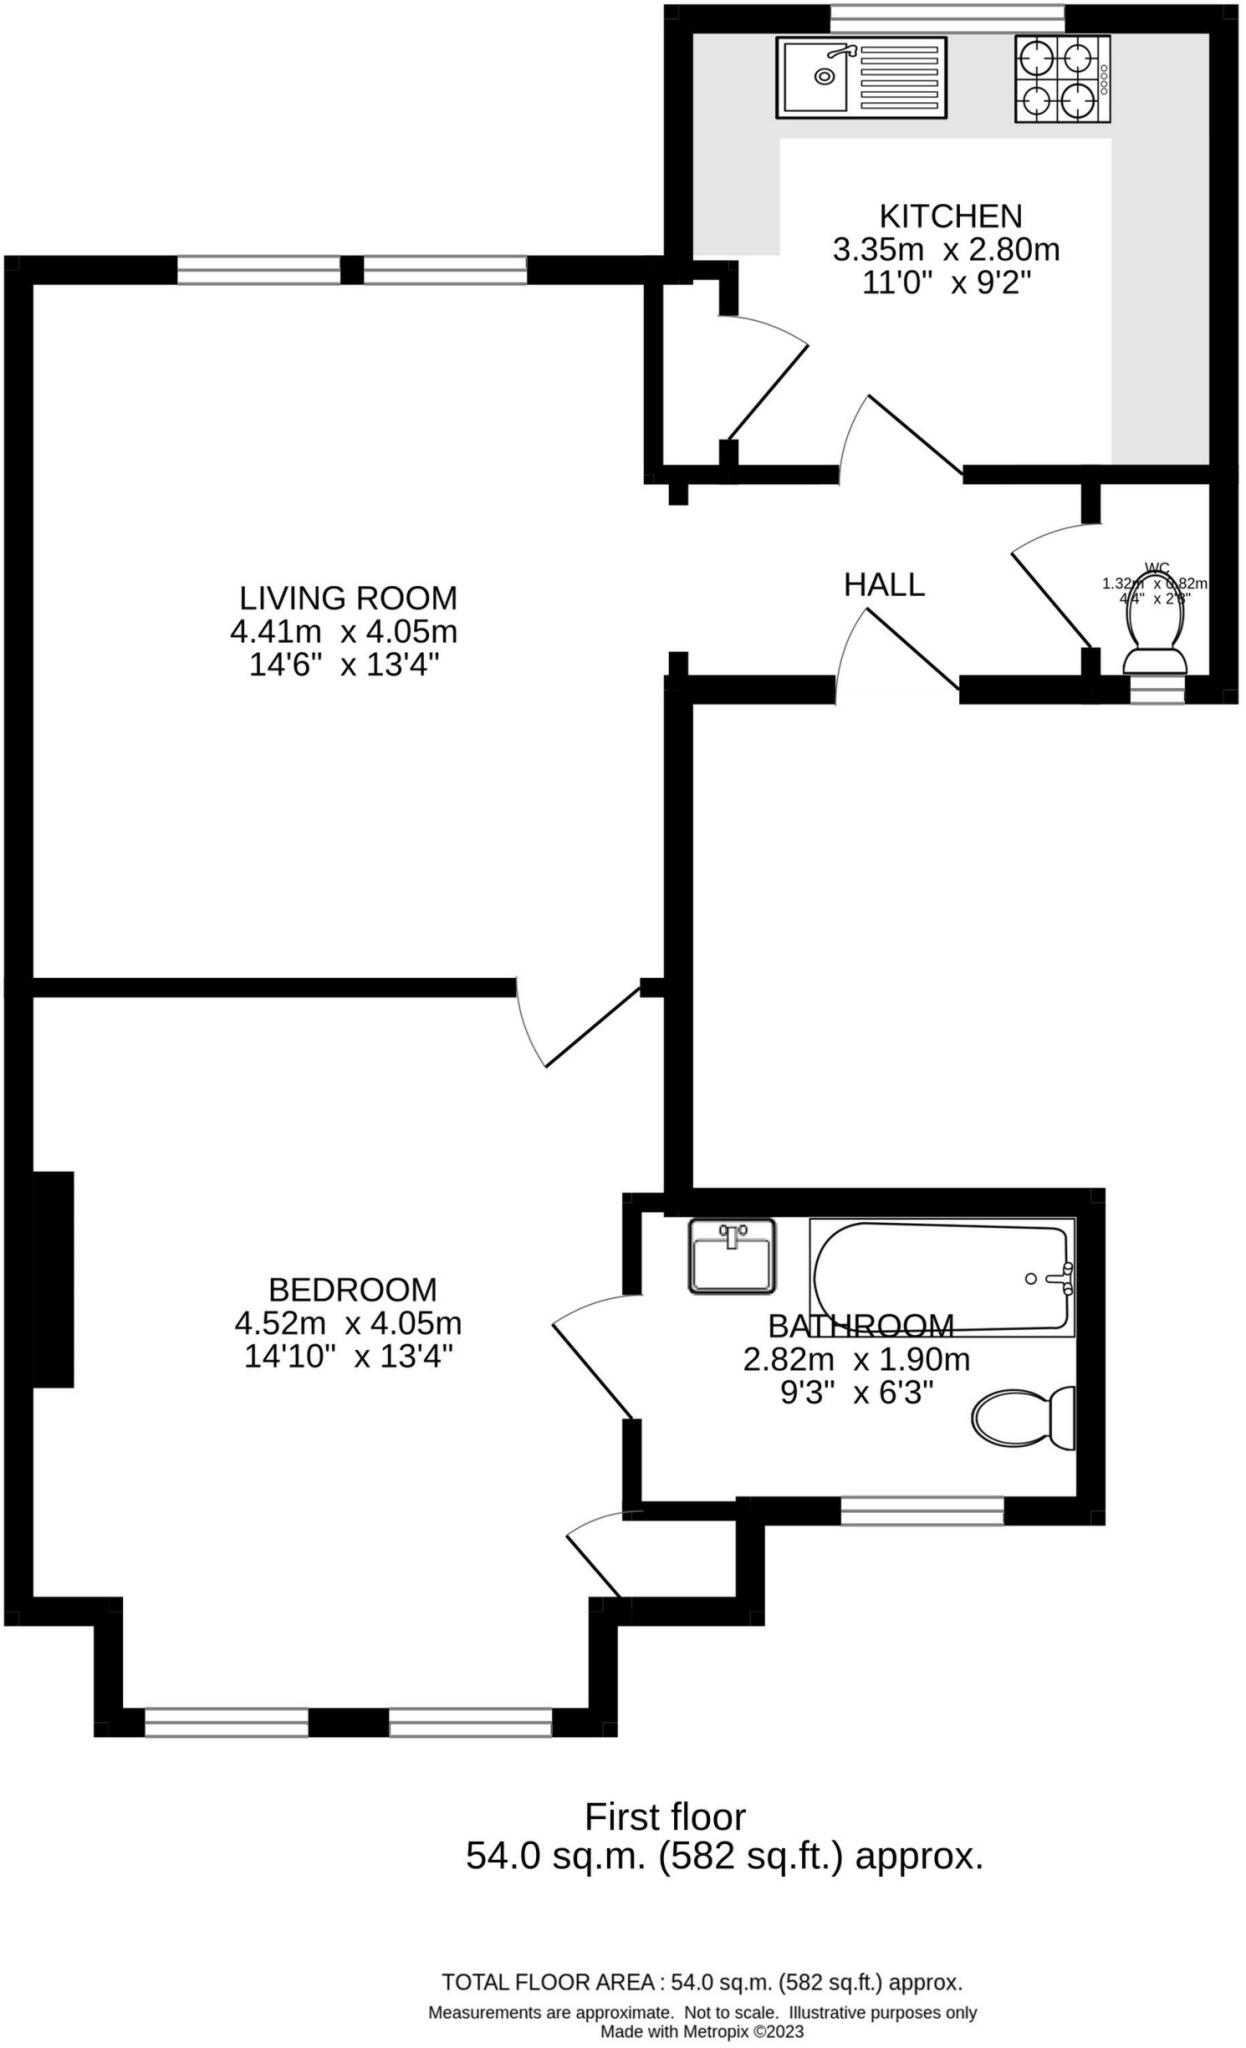 KITCHEN
3.35m x 2.80m
11'0" x 9'2"
WC
1.32m x 0.82m
4'4" x 2'8"
HALL
LIVING ROOM
4.41m x 4.05m
14'6" x 13'4"
BEDROOM
4.52m x 4.05m
14'10" x 13'4"
BATHROOM
2.82m x 1.90m
9'3" x 6'3"
First floor
54.0 sq.m. (582 sq.ft.) approx.
TOTAL FLOOR AREA : 54.0 sq.m. (582 sq.ft.) approx.
Measurements are approximate. Not to scale. Illustrative purposes only
Made with Metropix ©2023